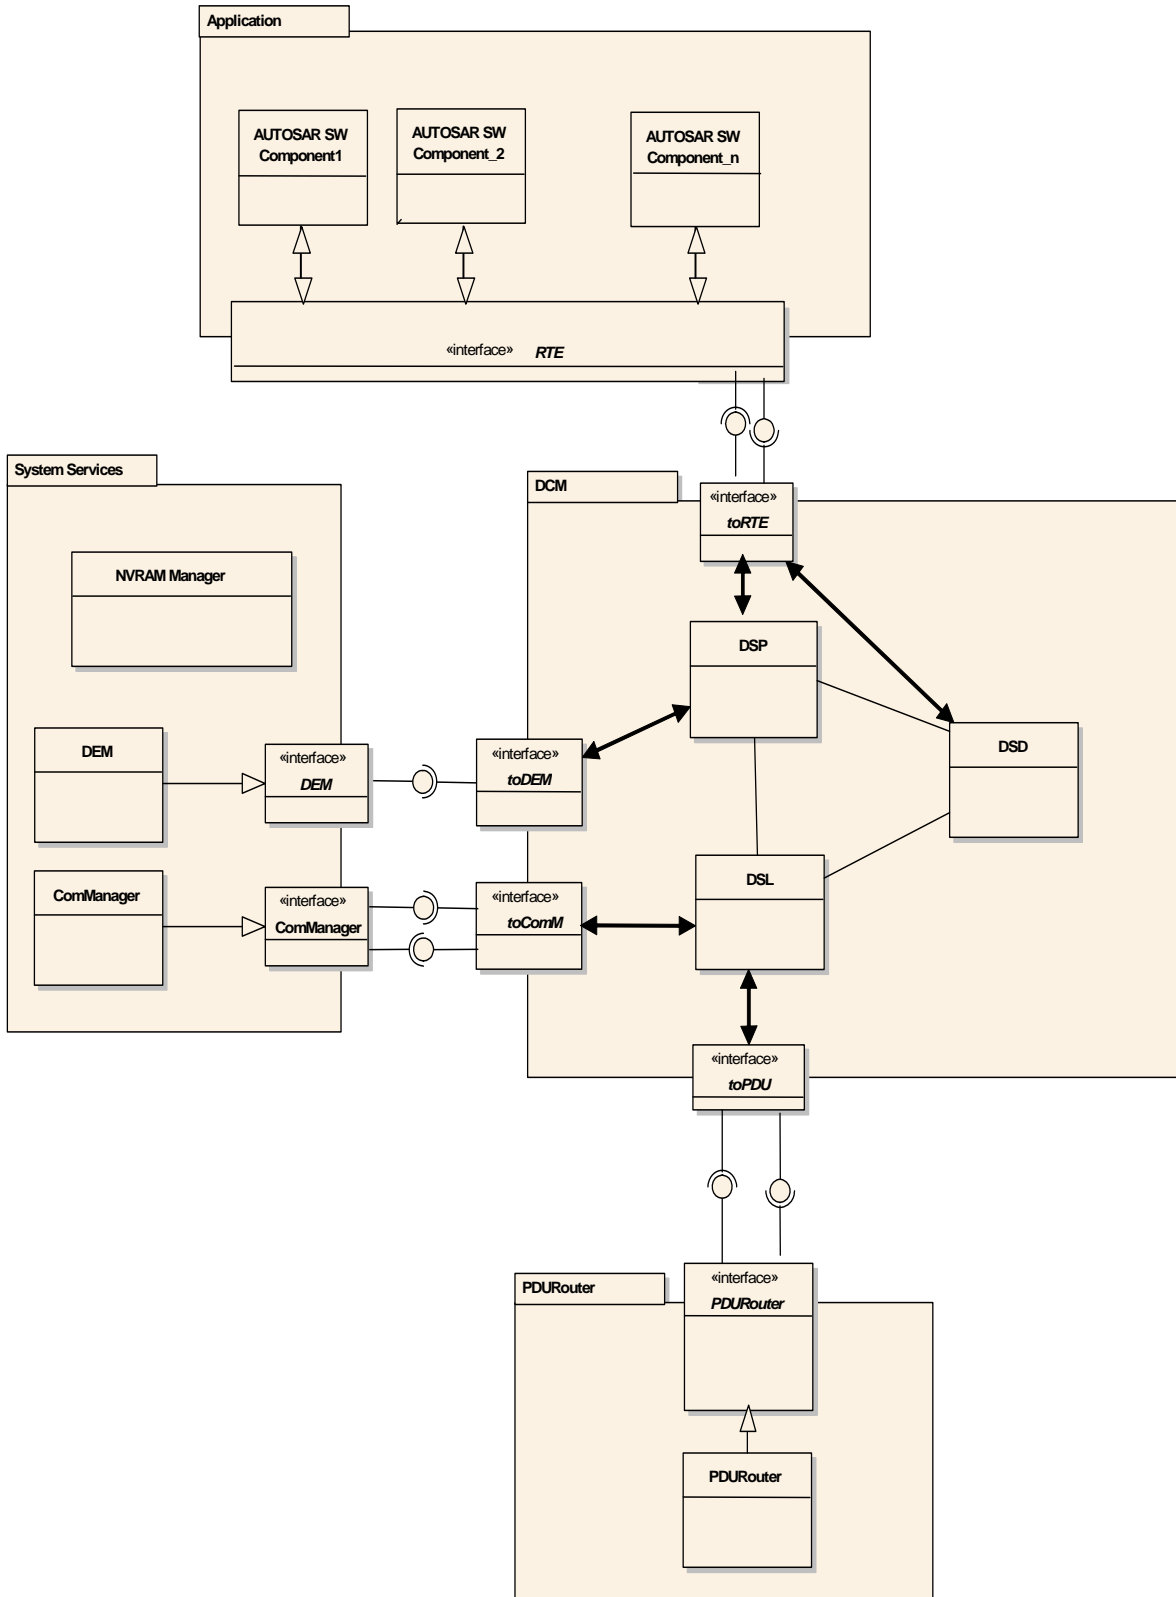 Application
AUTOSAR SW
Component1
AUTOSAR SW
Component_2
AUTOSAR SW
Component_n
«interface» RTE
System Services
NVRAM Manager
DEM
«interface»
DEM
ComManager
«interface»
ComManager
DCM
«interface»
toRTE
DSP
DSD
«interface»
toDEM
DSL
«interface»
toComM
«interface»
toPDU
PDURouter
«interface»
PDURouter
PDURouter